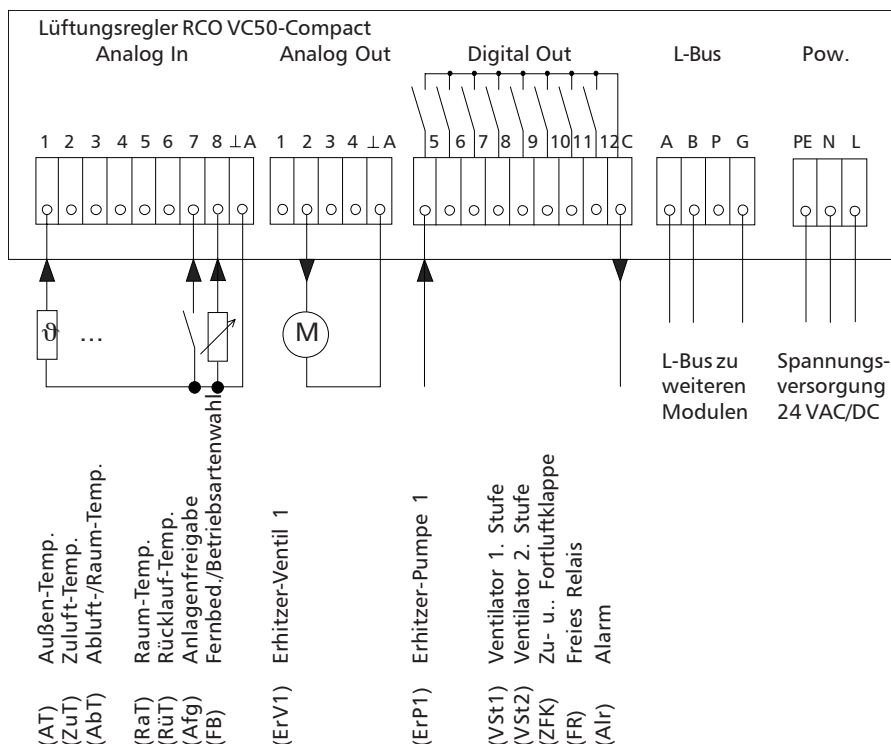 Lüftungsregler RCO VC50-Compact
Analog In
Analog Out
Digital Out
L-Bus
Pow.
1 2 3 4 5 6 7 8 ⊥A
1 2 3 4 ⊥A
5 6 7 8 9 10 11 12 C
A B P G
PE N L
ϑ
...
M
L-Bus zu
weiteren
Modulen
Spannungs-
versorgung
24 VAC/DC
(AT) Außen-Temp.
(ZuT) Zuluft-Temp.
(AbT) Abluft-/Raum-Temp.
(RaT) Raum-Temp.
(RüT) Rücklauf-Temp.
(Afg) Anlagenfreigabe
(FB) Fernbed./Betriebsartenwahl
(ErV1) Erhitzer-Ventil 1
(ErP1) Erhitzer-Pumpe 1
(VSt1) Ventilator 1. Stufe
(VSt2) Ventilator 2. Stufe
(ZFK) Zu- u.. Fortluftklappe
(FR) Freies Relais
(Alr) Alarm